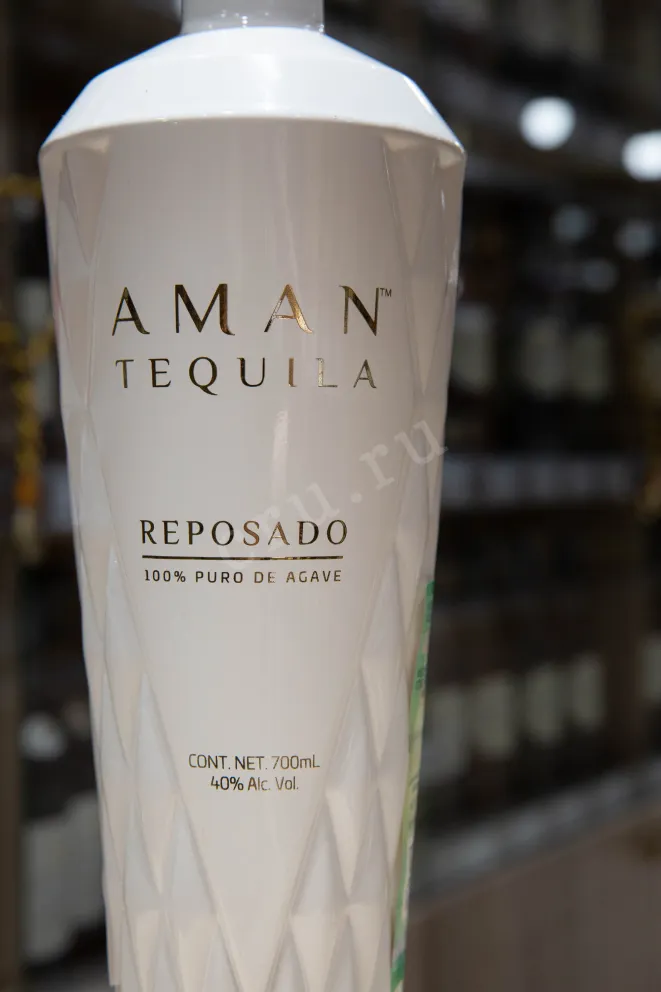 AMAN™
TEQUILA
REPOSADO
100% PURO DE AGAVE
CONT. NET. 700mL
40% Alc. Vol.